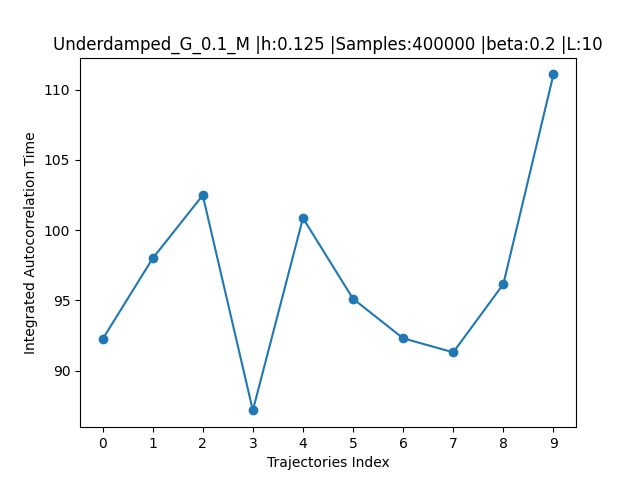 Underdamped_G_0.1_M |h:0.125 |Samples:400000 |beta:0.2 |L:10
Integrated Autocorrelation Time
110
105
100
95
90
0 1 2 3 4 5 6 7 8 9
Trajectories Index